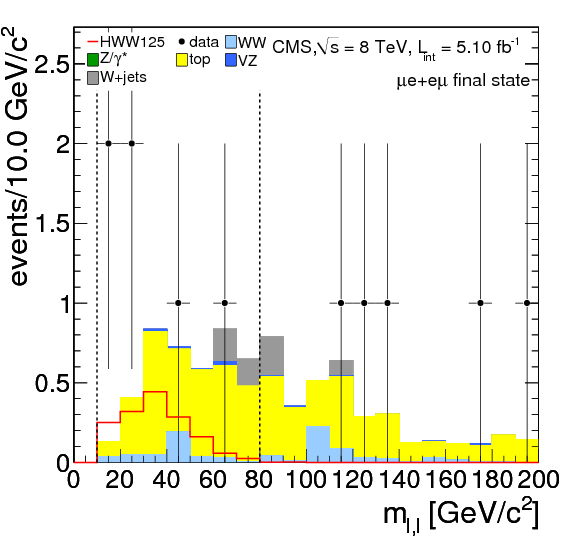 HWW125 data WW CMS,√s = 8 TeV, L_int = 5.10 fb⁻¹
Z/γ* top VZ
W+jets μe+eμ final state
events/10.0 GeV/c²
2.5
2
1.5
1
0.5
0
0 20 40 60 80 100 120 140 160 180 200
m_l,l [GeV/c²]